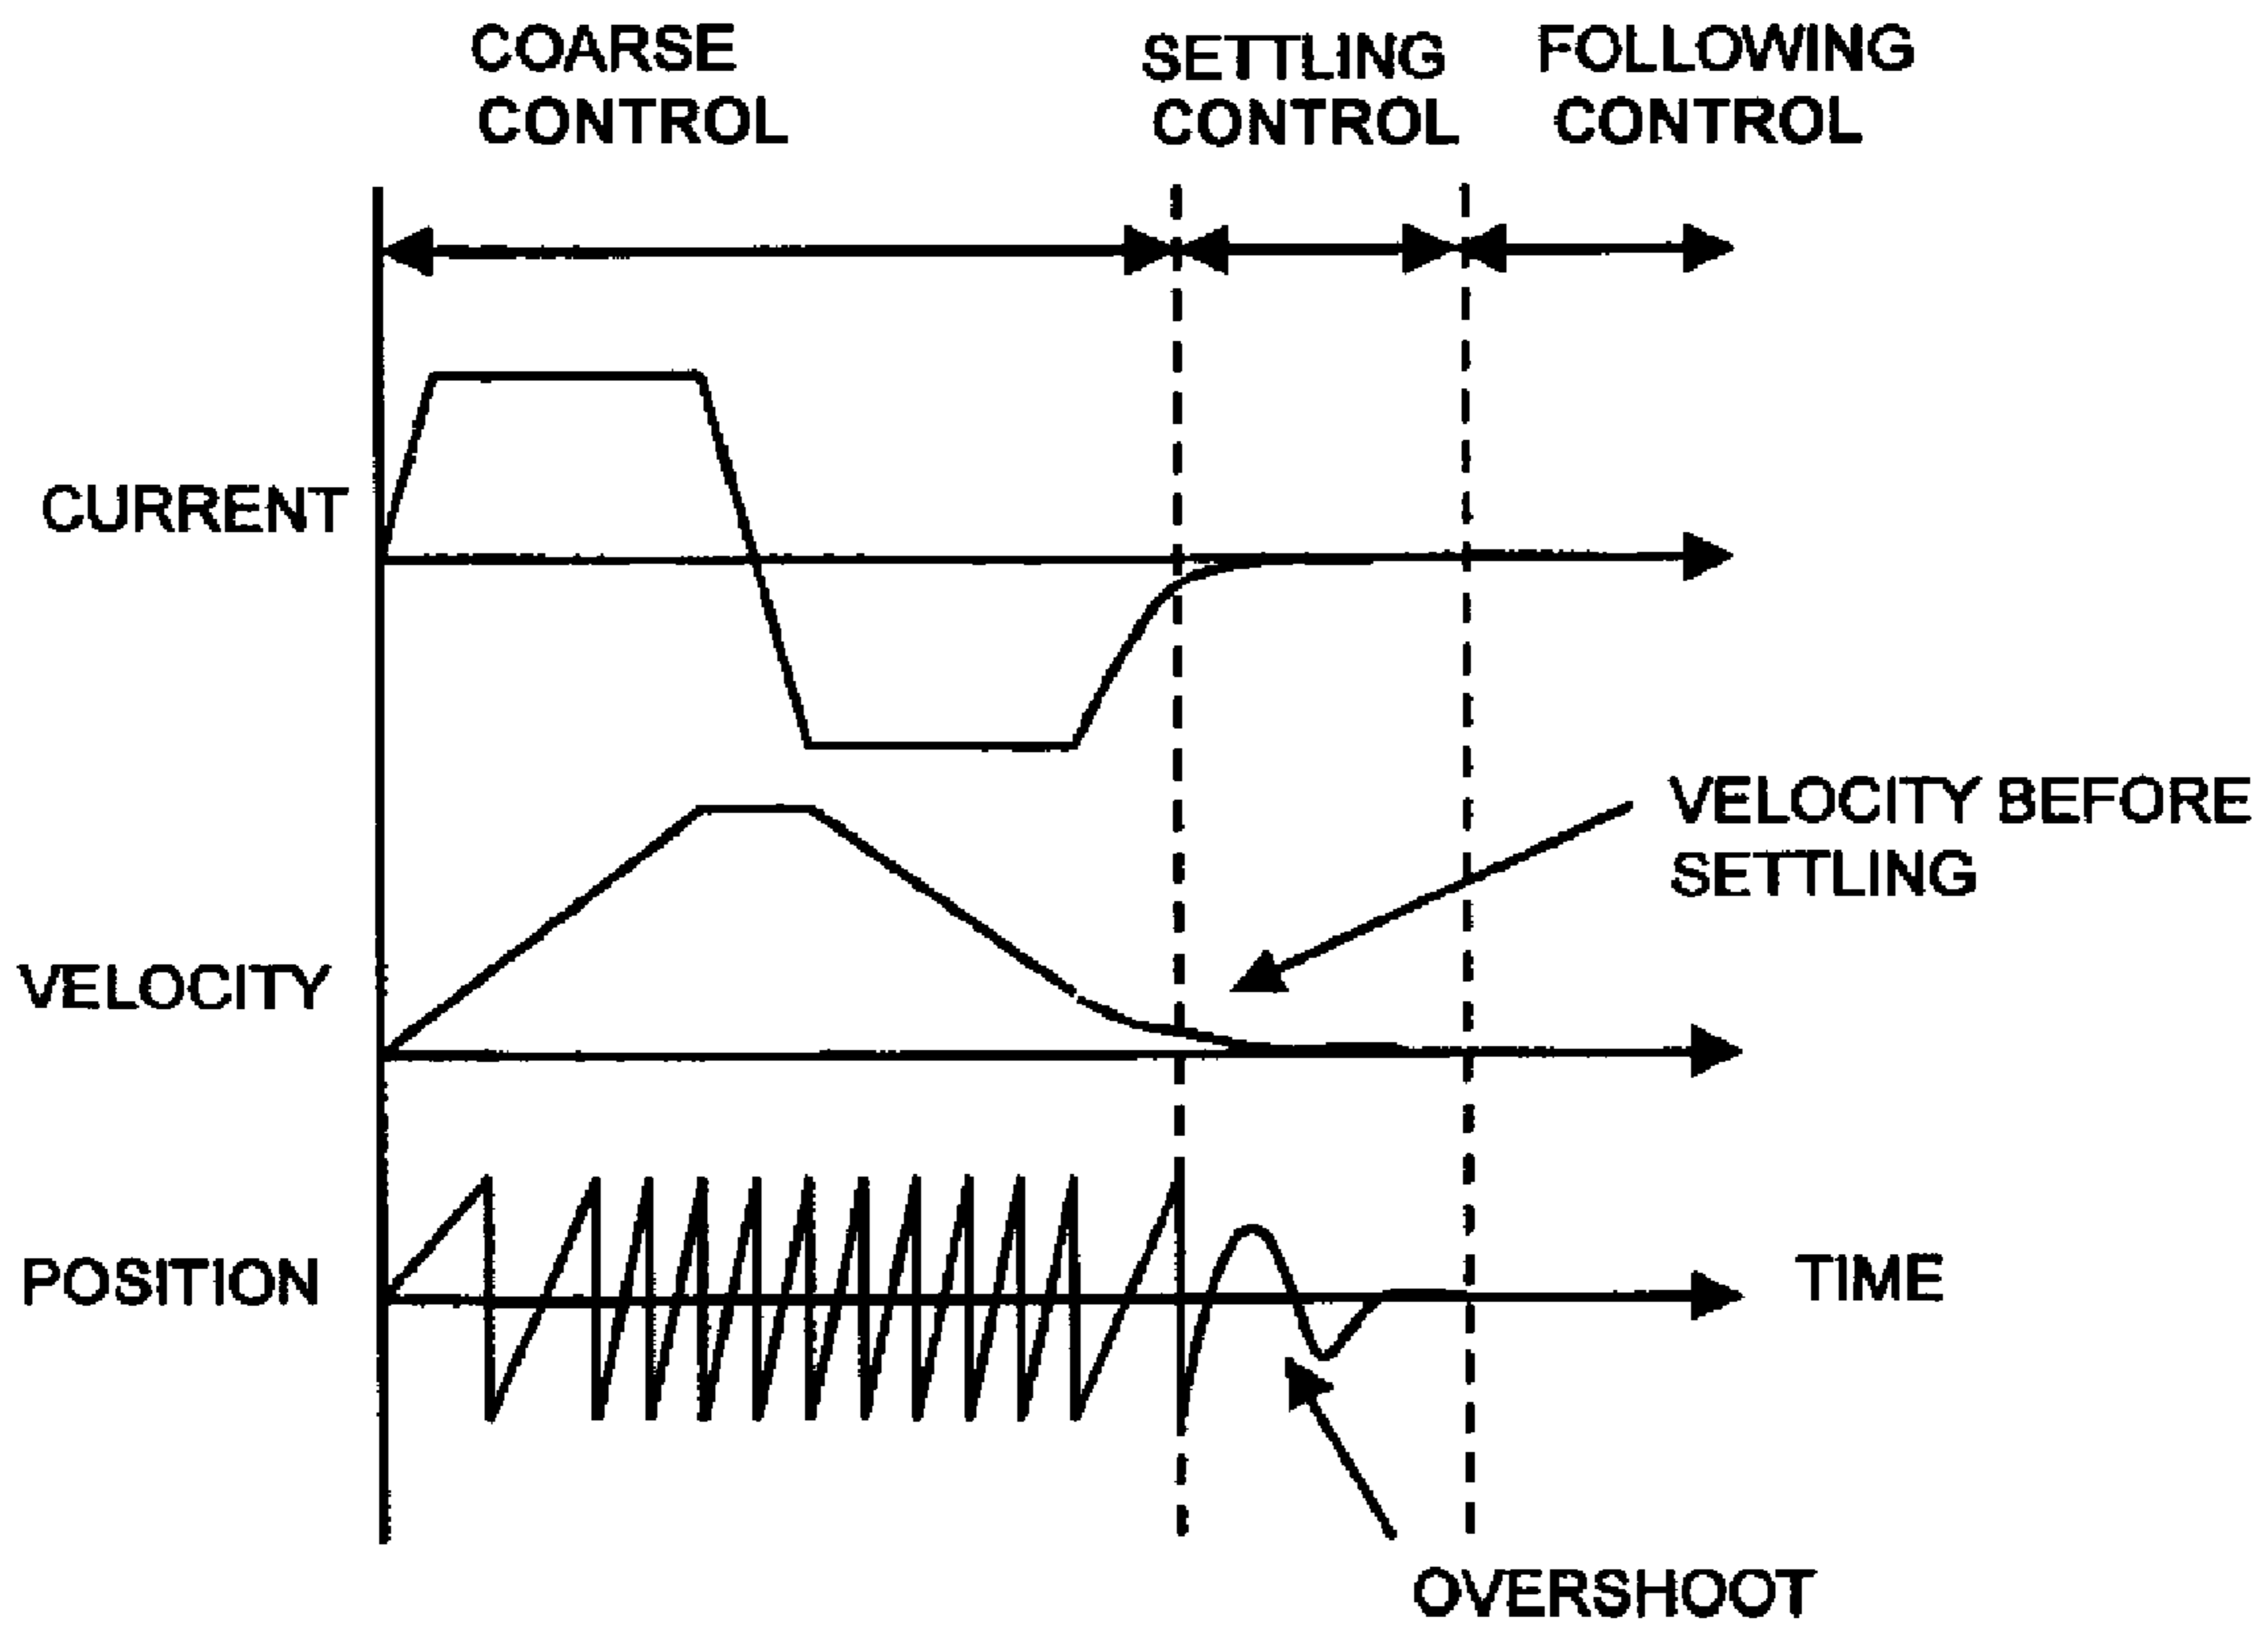 COARSE
CONTROL
SETTLING
CONTROL
FOLLOWING
CONTROL
CURRENT
VELOCITY BEFORE
SETTLING
VELOCITY
POSITION
TIME
OVERSHOOT